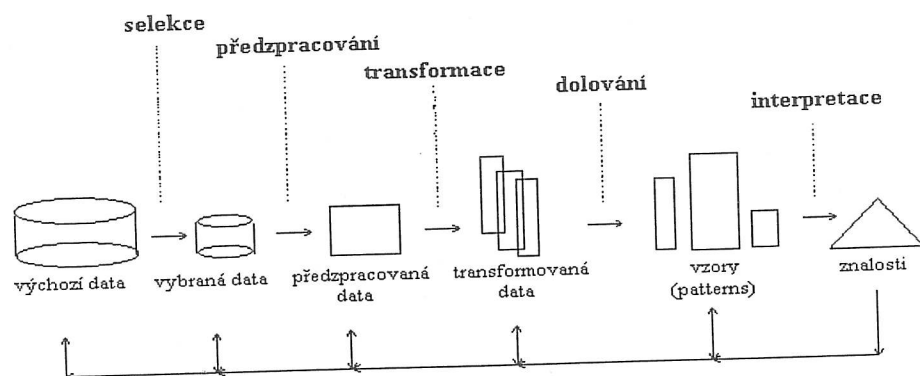 selekce
předzpracování
transformace
dolování
interpretace
výchozí data
vybraná data
předzpracovaná
data
transformovaná
data
vzory
(patterns)
znalosti